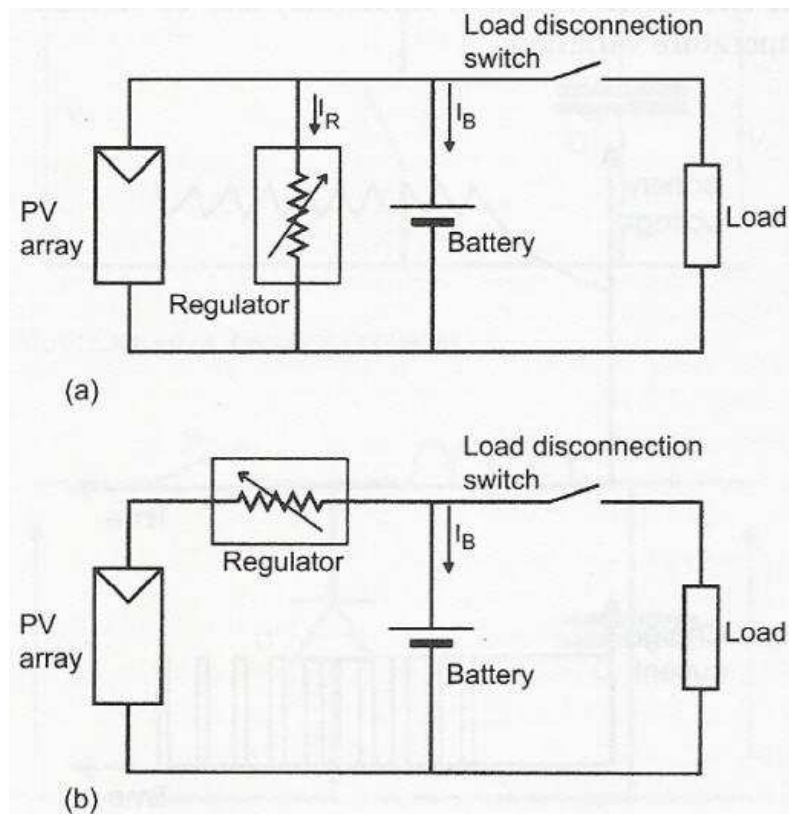 Load disconnection
switch
I_R
I_B
PV
array
Regulator
Battery
Load
(a)
Load disconnection
switch
Regulator
I_B
PV
array
Battery
Load
(b)